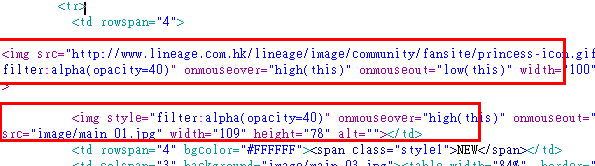 <tr>
<td rowspan="4">
<img src="http://www.lineage.com.hk/lineage/image/community/fansite/princess-icon.gif
filter:alpha(opacity=40)" onmouseover="high(this)" onmouseout="low(this)" width="100"
>
<img style="filter:alpha(opacity=40)" onmouseover="high(this)" onmouseout=
src="image/main_01.jpg" width="109" height="78" alt=""></td>
<td rowspan="4" bgcolor="#FFFFFF"><span class="style1">NEW</span></td>
<td colspan="3" background="image/main_03.jpg"><table width="84%" border=